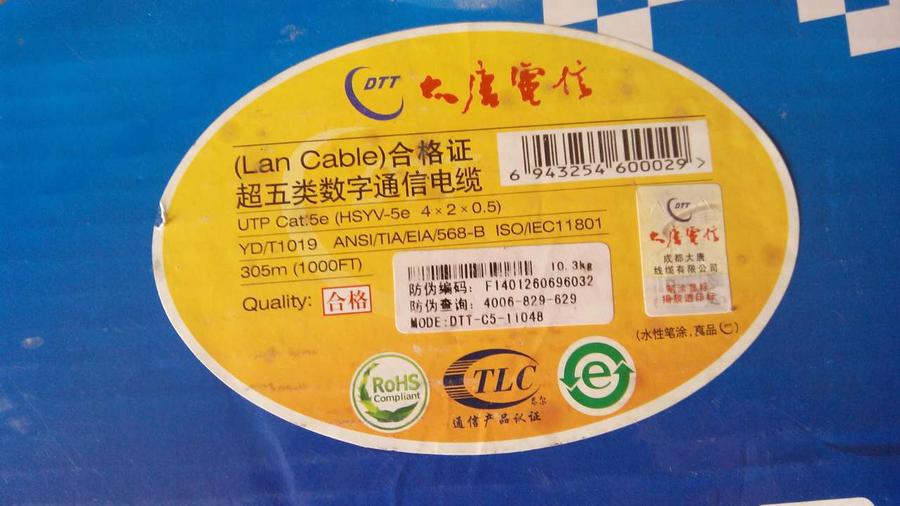 DTT 大唐電信
(Lan Cable)合格证
6 943254 600029 >
超五类数字通信电缆
UTP Cat.5e (HSYV-5e 4×2×0.5)
YD/T1019 ANSI/TIA/EIA/568-B ISO/IEC11801
305m (1000FT)
Quality: 合格
10.3kg
防伪编码: F1401260696032
防伪查询: 4006-829-629
MODE:DTT-C5-11048
DTT
大唐電信
成都大唐
线缆有限公司
(水性笔涂,真品
RoHS
Compliant
TLC
通信产品认证
e